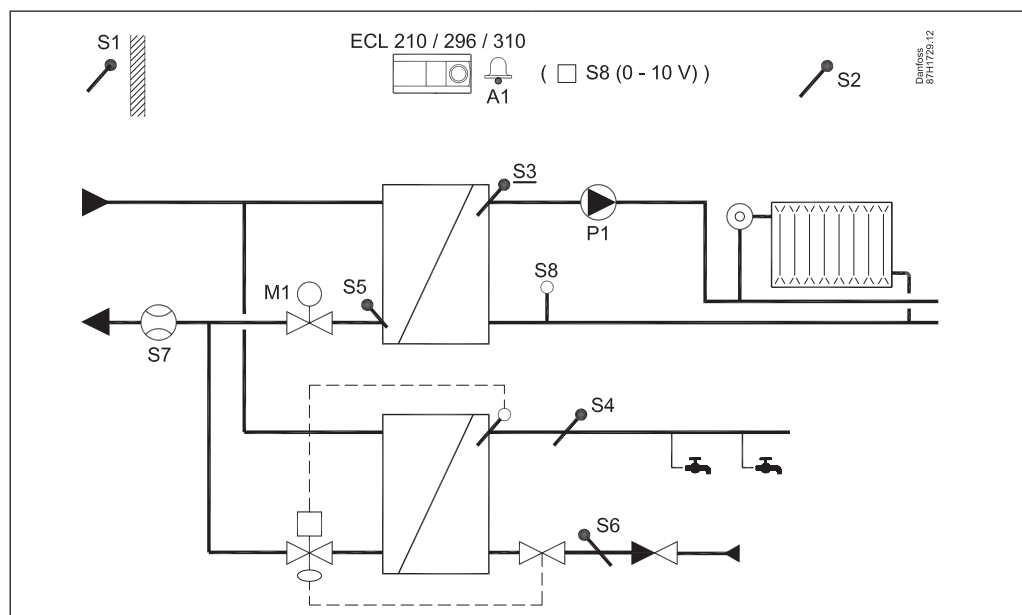 S1
ECL 210 / 296 / 310
A1
( S8 (0 - 10 V) )
S2
Danfoss
87H1729.12
S3
P1
S8
M1
S5
S7
S4
S6